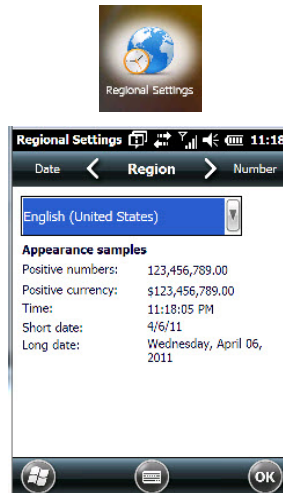 Regional Settings
Regional Settings 11:18
Date Region Number
English (United States)
Appearance samples
Positive numbers: 123,456,789.00
Positive currency: $123,456,789.00
Time: 11:18:05 PM
Short date: 4/6/11
Long date: Wednesday, April 06,
2011
OK